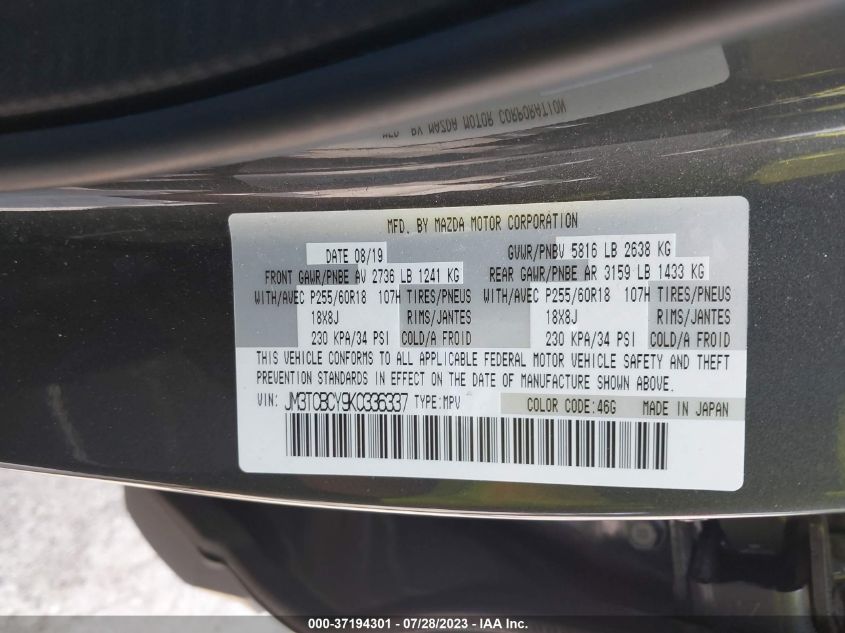 MFD. BY MAZDA MOTOR CORPORATION
MFD. BY MAZDA MOTOR CORPORATION
DATE 08/19 GVWR/PNBV 5816 LB 2638 KG
FRONT GAWR/PNBE AV 2736 LB 1241 KG REAR GAWR/PNBE AR 3159 LB 1433 KG
WITH/AVEC P255/60R18 107H TIRES/PNEUS WITH/AVEC P255/60R18 107H TIRES/PNEUS
18X8J RIMS/JANTES 18X8J RIMS/JANTES
230 KPA/34 PSI COLD/A FROID 230 KPA/34 PSI COLD/A FROID
THIS VEHICLE CONFORMS TO ALL APPLICABLE FEDERAL MOTOR VEHICLE SAFETY AND THEFT
PREVENTION STANDARDS IN EFFECT ON THE DATE OF MANUFACTURE SHOWN ABOVE.
VIN: JM3TCBCY9K0336337 TYPE:MPV COLOR CODE:46G MADE IN JAPAN
000-37194301 - 07/28/2023 - IAA Inc.